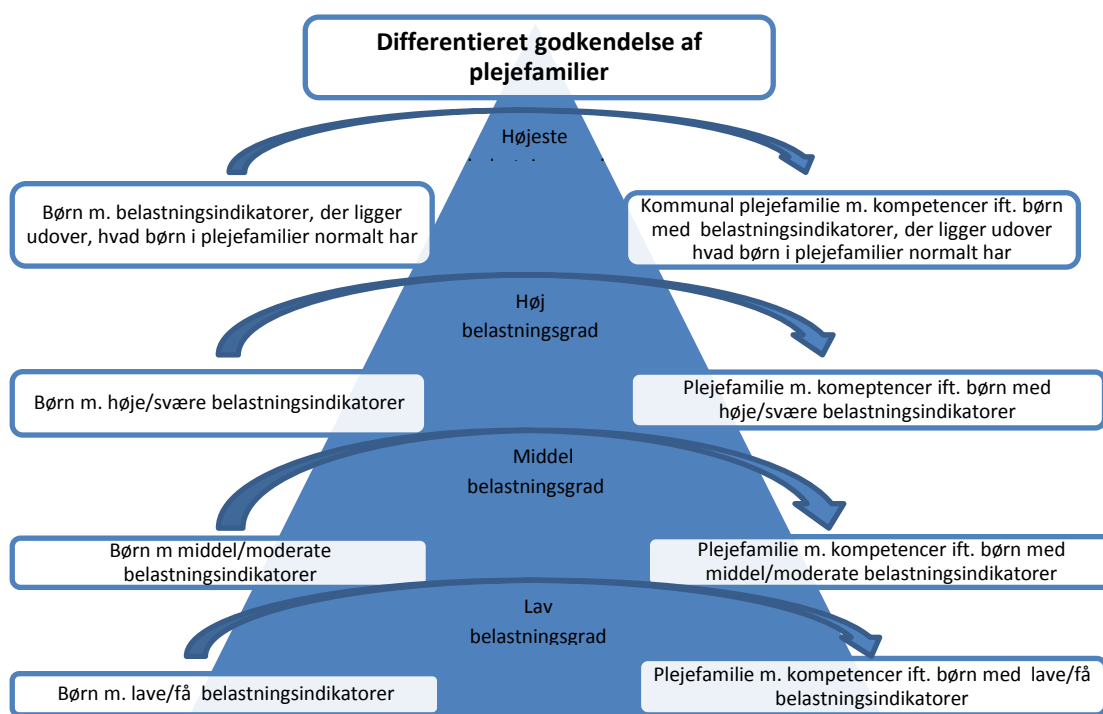 Differentieret godkendelse af
plejefamilier
Højeste
Børn m. belastningsindikatorer, der ligger
udover, hvad børn i plejefamilier normalt har
Kommunal plejefamilie m. kompetencer ift. børn
med belastningsindikatorer, der ligger udover
hvad børn i plejefamilier normalt har
Høj
belastningsgrad
Børn m. høje/svære belastningsindikatorer
Plejefamilie m. komeptencer ift. børn med
høje/svære belastningsindikatorer
Middel
belastningsgrad
Børn m middel/moderate
belastningsindikatorer
Plejefamilie m. kompetencer ift. børn med
middel/moderate belastningsindikatorer
Lav
belastningsgrad
Børn m. lave/få belastningsindikatorer
Plejefamilie m. kompetencer ift. børn med lave/få
belastningsindikatorer